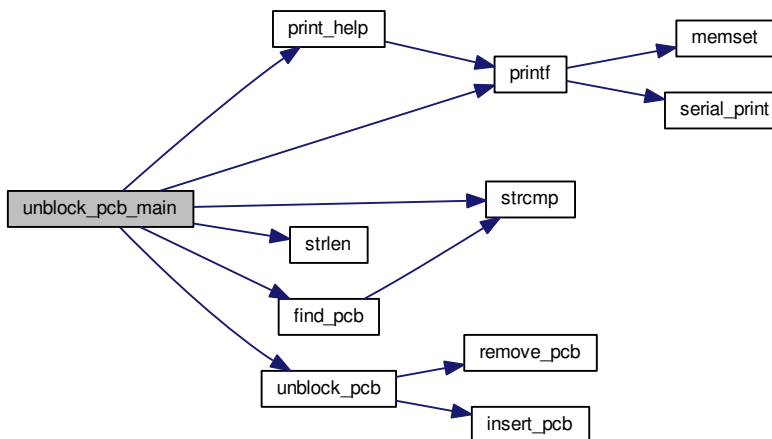 print_help
memset
printf
serial_print
unblock_pcb_main
strcmp
strlen
find_pcb
remove_pcb
unblock_pcb
insert_pcb